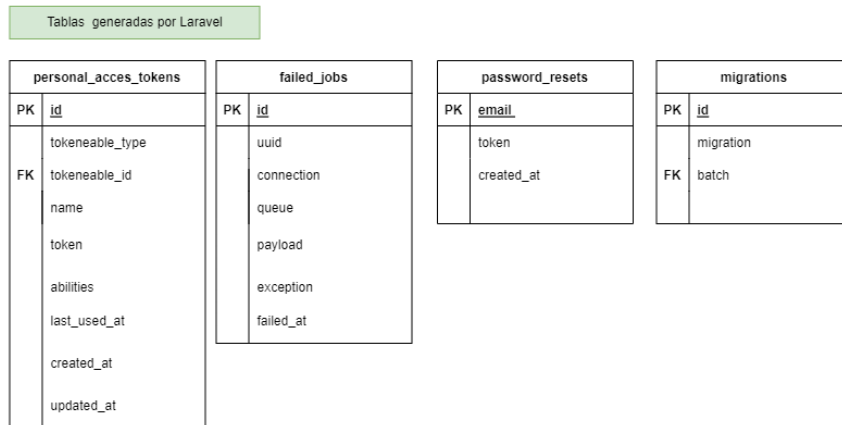 Tablas generadas por Laravel
personal_acces_tokens
PK id
tokeneable_type
FK tokeneable_id
name
token
abilities
last_used_at
created_at
updated_at
failed_jobs
PK id
uuid
connection
queue
payload
exception
failed_at
password_resets
PK email
token
created_at
migrations
PK id
migration
FK batch